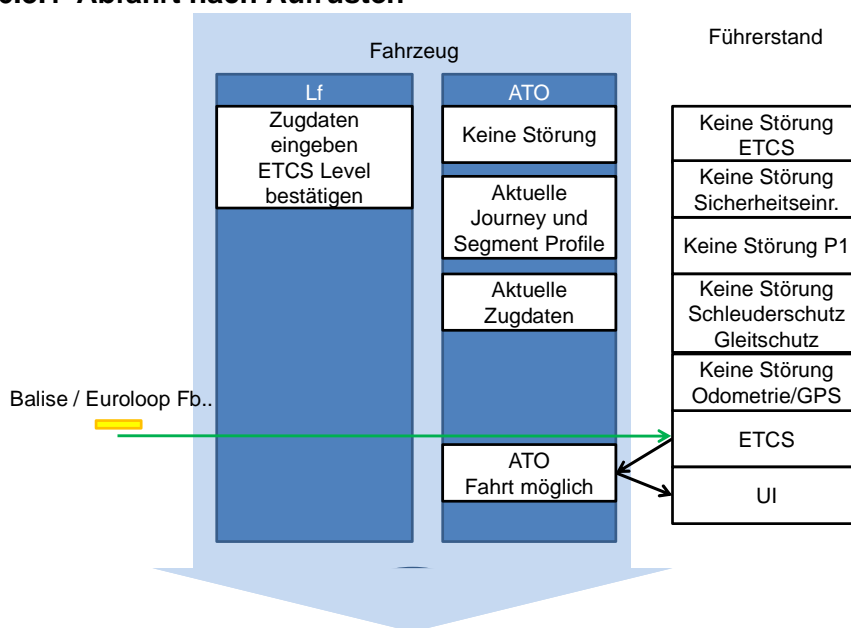 Abfahrt nach Aufrüsten
Fahrzeug
Führerstand
Lf
Zugdaten
eingeben
ETCS Level
bestätigen
ATO
Keine Störung
Aktuelle
Journey und
Segment Profile
Aktuelle
Zugdaten
ATO
Fahrt möglich
Keine Störung
ETCS
Keine Störung
Sicherheitseinr.
Keine Störung P1
Keine Störung
Schleuderschutz
Gleitschutz
Keine Störung
Odometrie/GPS
ETCS
UI
Balise / Euroloop Fb..